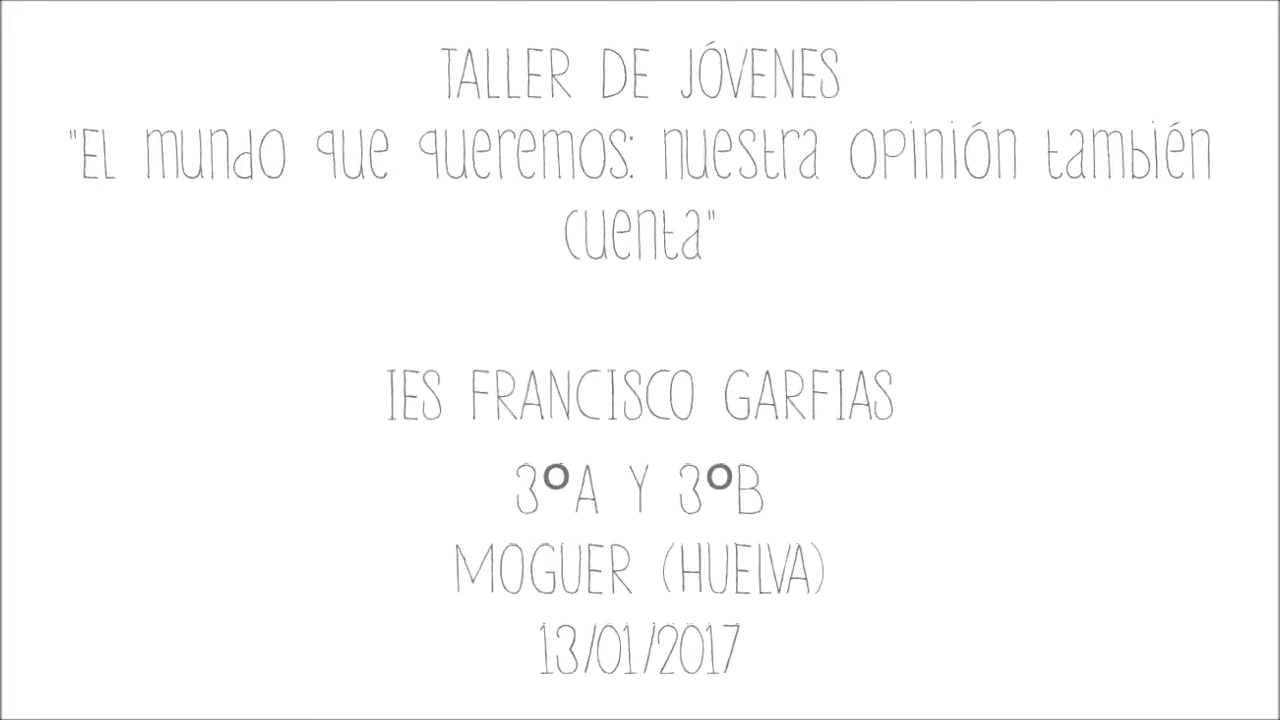 TALLER DE JÓVENES
"El mundo que queremos: nuestra opinión también
cuenta"
IES FRANCISCO GARFIAS
3ºA Y 3ºB
MOGUER (HUELVA)
13/01/2017